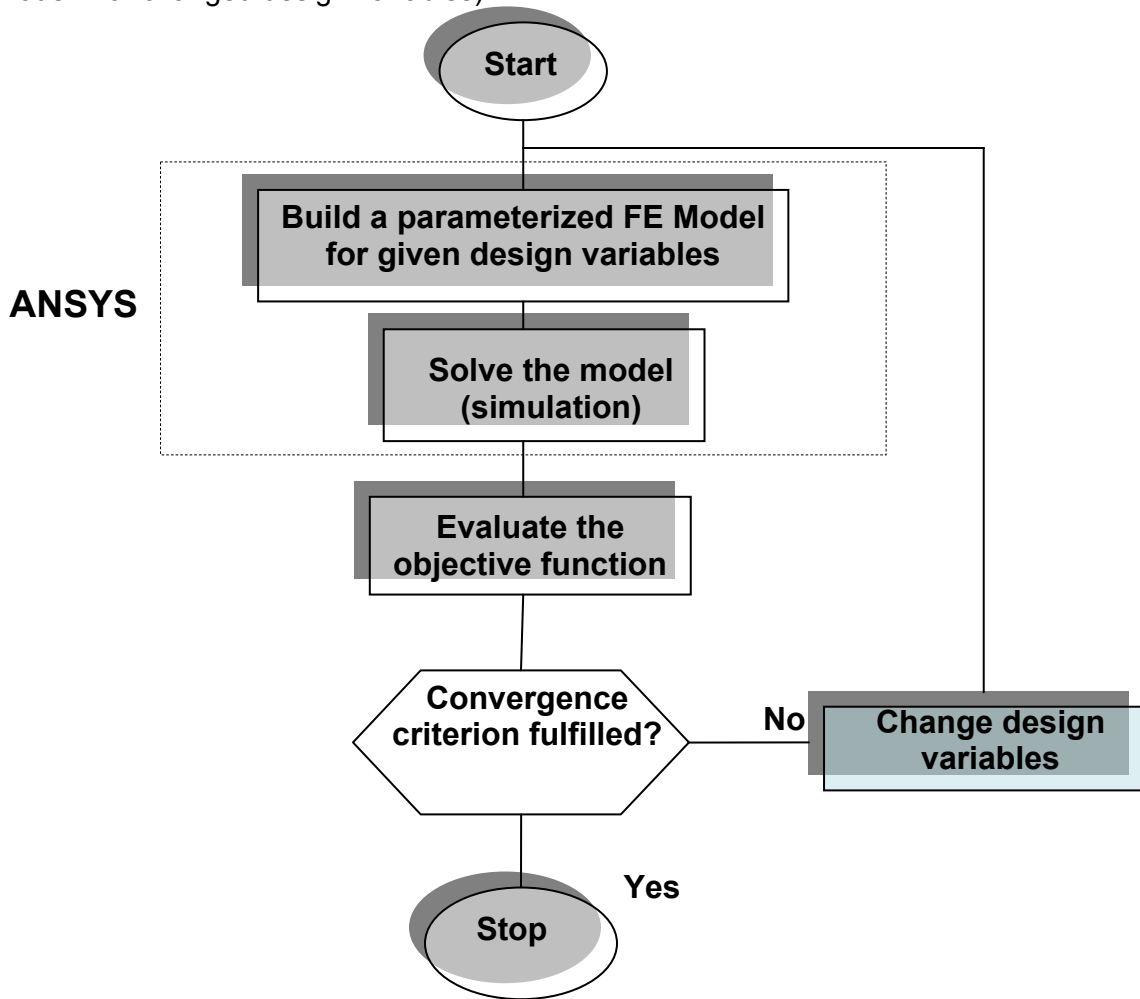 Start
Build a parameterized FE Model
for given design variables
ANSYS
Solve the model
(simulation)
Evaluate the
objective function
Convergence
criterion fulfilled?
No
Change design
variables
Yes
Stop